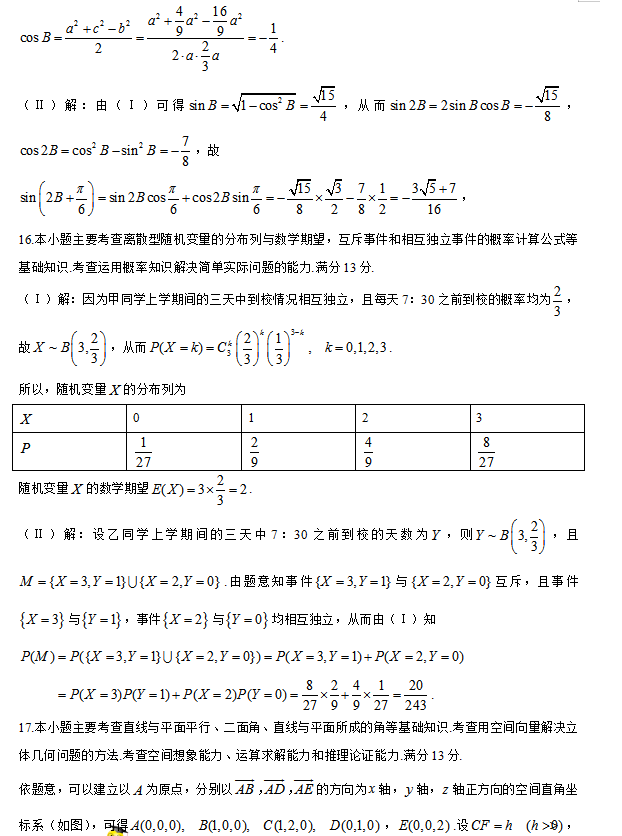 cos B = (a² + c² − b²)/2 = (a² + (4/9)a² − (16/9)a²)/(2·a·(2/3)a) = −1/4 .
(Ⅱ)解:由(Ⅰ)可得 sin B = √(1−cos² B) = √15/4 ,从而 sin 2B = 2sin B cos B = −√15/8 ,
cos 2B = cos² B − sin² B = −7/8 ,故
sin(2B + π/6) = sin 2B cos π/6 + cos 2B sin π/6 = −√15/8 × √3/2 − 7/8 × 1/2 = −(3√5 + 7)/16 ,
16.本小题主要考查离散型随机变量的分布列与数学期望,互斥事件和相互独立事件的概率计算公式等
基础知识.考查运用概率知识解决简单实际问题的能力.满分13分.
(Ⅰ)解:因为甲同学上学期间的三天中到校情况相互独立,且每天7:30之前到校的概率均为 2/3 ,
故 X ~ B(3, 2/3) ,从而 P(X = k) = C₃ᵏ (2/3)ᵏ (1/3)³⁻ᵏ , k = 0,1,2,3 .
所以,随机变量 X 的分布列为
X 0 1 2 3
P 1/27 2/9 4/9 8/27
随机变量 X 的数学期望 E(X) = 3 × 2/3 = 2 .
(Ⅱ)解:设乙同学上学期间的三天中7:30之前到校的天数为 Y ,则 Y ~ B(3, 2/3) ,且
M = {X = 3, Y = 1} ∪ {X = 2, Y = 0} .由题意知事件 {X = 3, Y = 1} 与 {X = 2, Y = 0} 互斥,且事件
{X = 3} 与 {Y = 1} ,事件 {X = 2} 与 {Y = 0} 均相互独立,从而由(Ⅰ)知
P(M) = P({X = 3, Y = 1} ∪ {X = 2, Y = 0}) = P(X = 3, Y = 1) + P(X = 2, Y = 0)
= P(X = 3)P(Y = 1) + P(X = 2)P(Y = 0) = 8/27 × 2/9 + 4/9 × 1/27 = 20/243 .
17.本小题主要考查直线与平面平行、二面角、直线与平面所成的角等基础知识.考查用空间向量解决立
体几何问题的方法.考查空间想象能力、运算求解能力和推理论证能力.满分13分.
依题意,可以建立以 A 为原点,分别以 AB⃗ , AD⃗ , AE⃗ 的方向为 x 轴, y 轴, z 轴正方向的空间直角坐
标系(如图),可得 A(0,0,0), B(1,0,0), C(1,2,0), D(0,1,0) , E(0,0,2) .设 CF = h (h > 0) ,